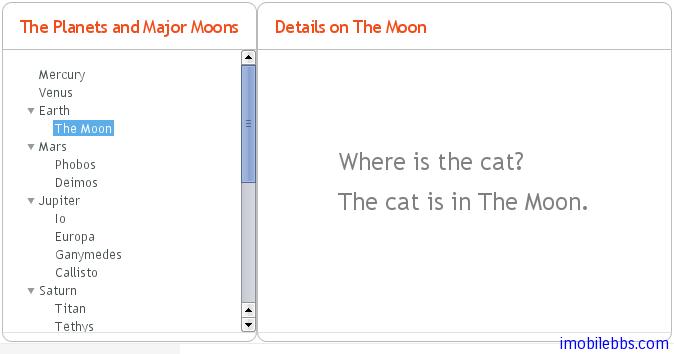 The Planets and Major Moons
Mercury
Venus
Earth
The Moon
Mars
Phobos
Deimos
Jupiter
Io
Europa
Ganymedes
Callisto
Saturn
Titan
Tethys
Details on The Moon
Where is the cat?
The cat is in The Moon.
imobilebbs.com